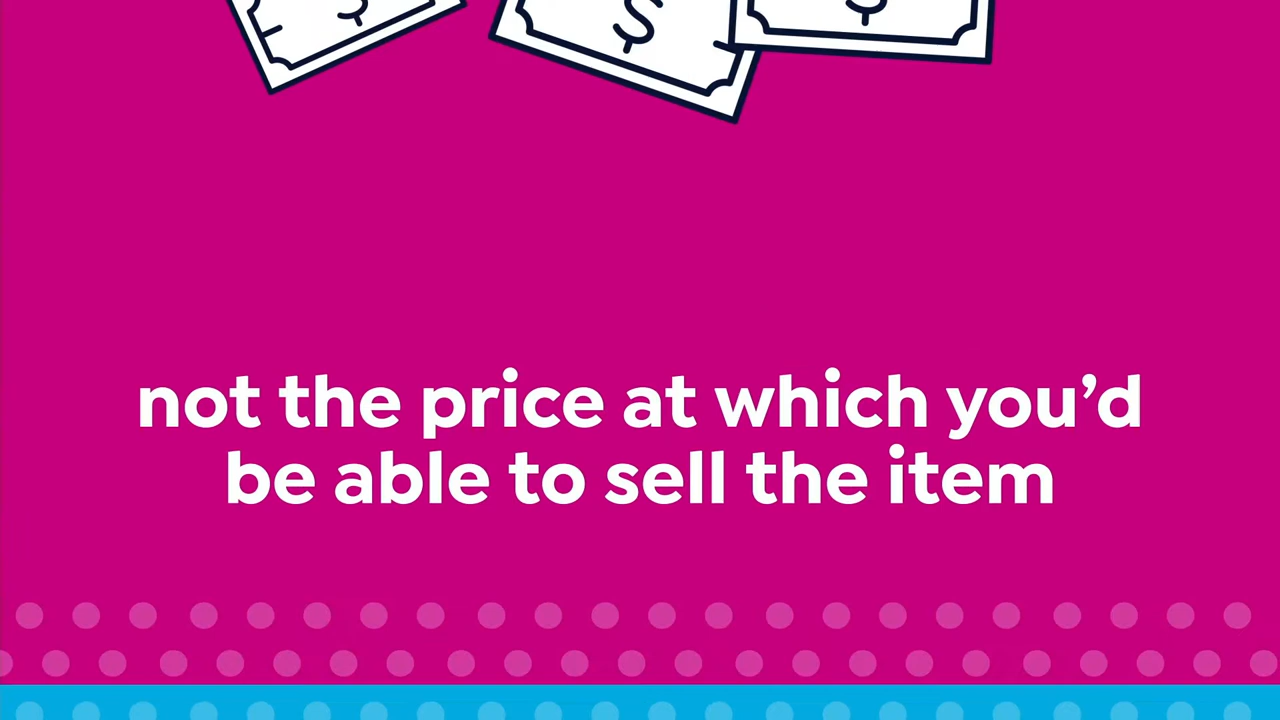 $ $ $
not the price at which you’d
be able to sell the item